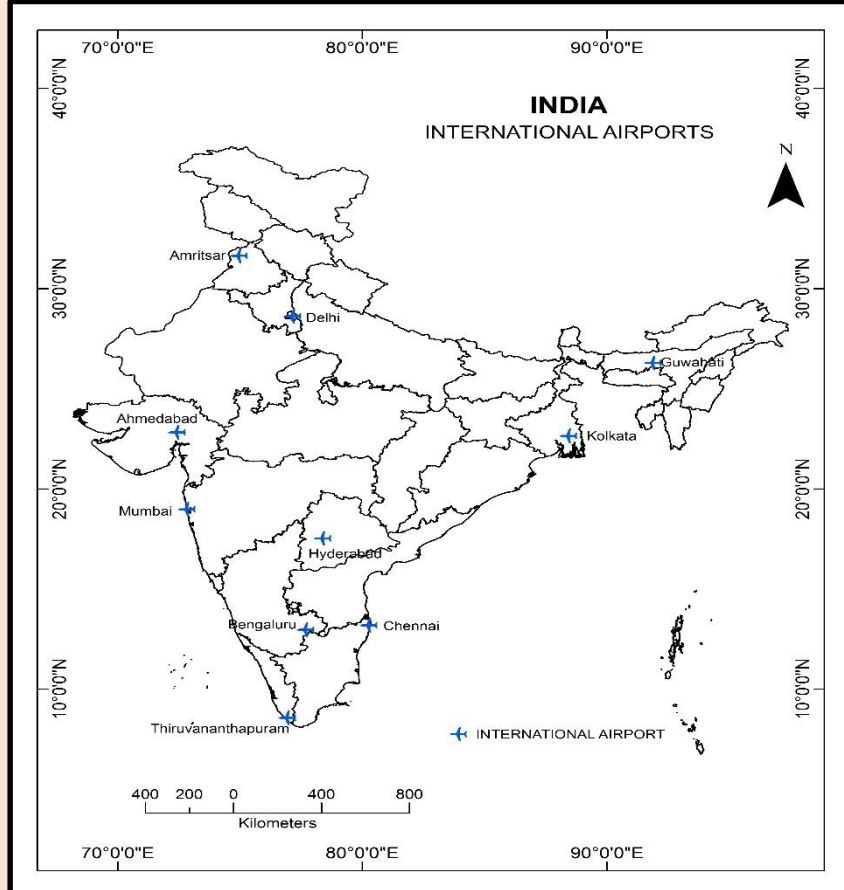 70°0'0"E 80°0'0"E 90°0'0"E
40°0'0"N 40°0'0"N
INDIA
INTERNATIONAL AIRPORTS
N
Amritsar
30°0'0"N 30°0'0"N
Delhi
Guwahati
Ahmedabad
Kolkata
20°0'0"N 20°0'0"N
Mumbai
Hyderabad
Bengaluru
Chennai
10°0'0"N 10°0'0"N
Thiruvananthapuram
INTERNATIONAL AIRPORT
400 200 0 400 800
Kilometers
70°0'0"E 80°0'0"E 90°0'0"E